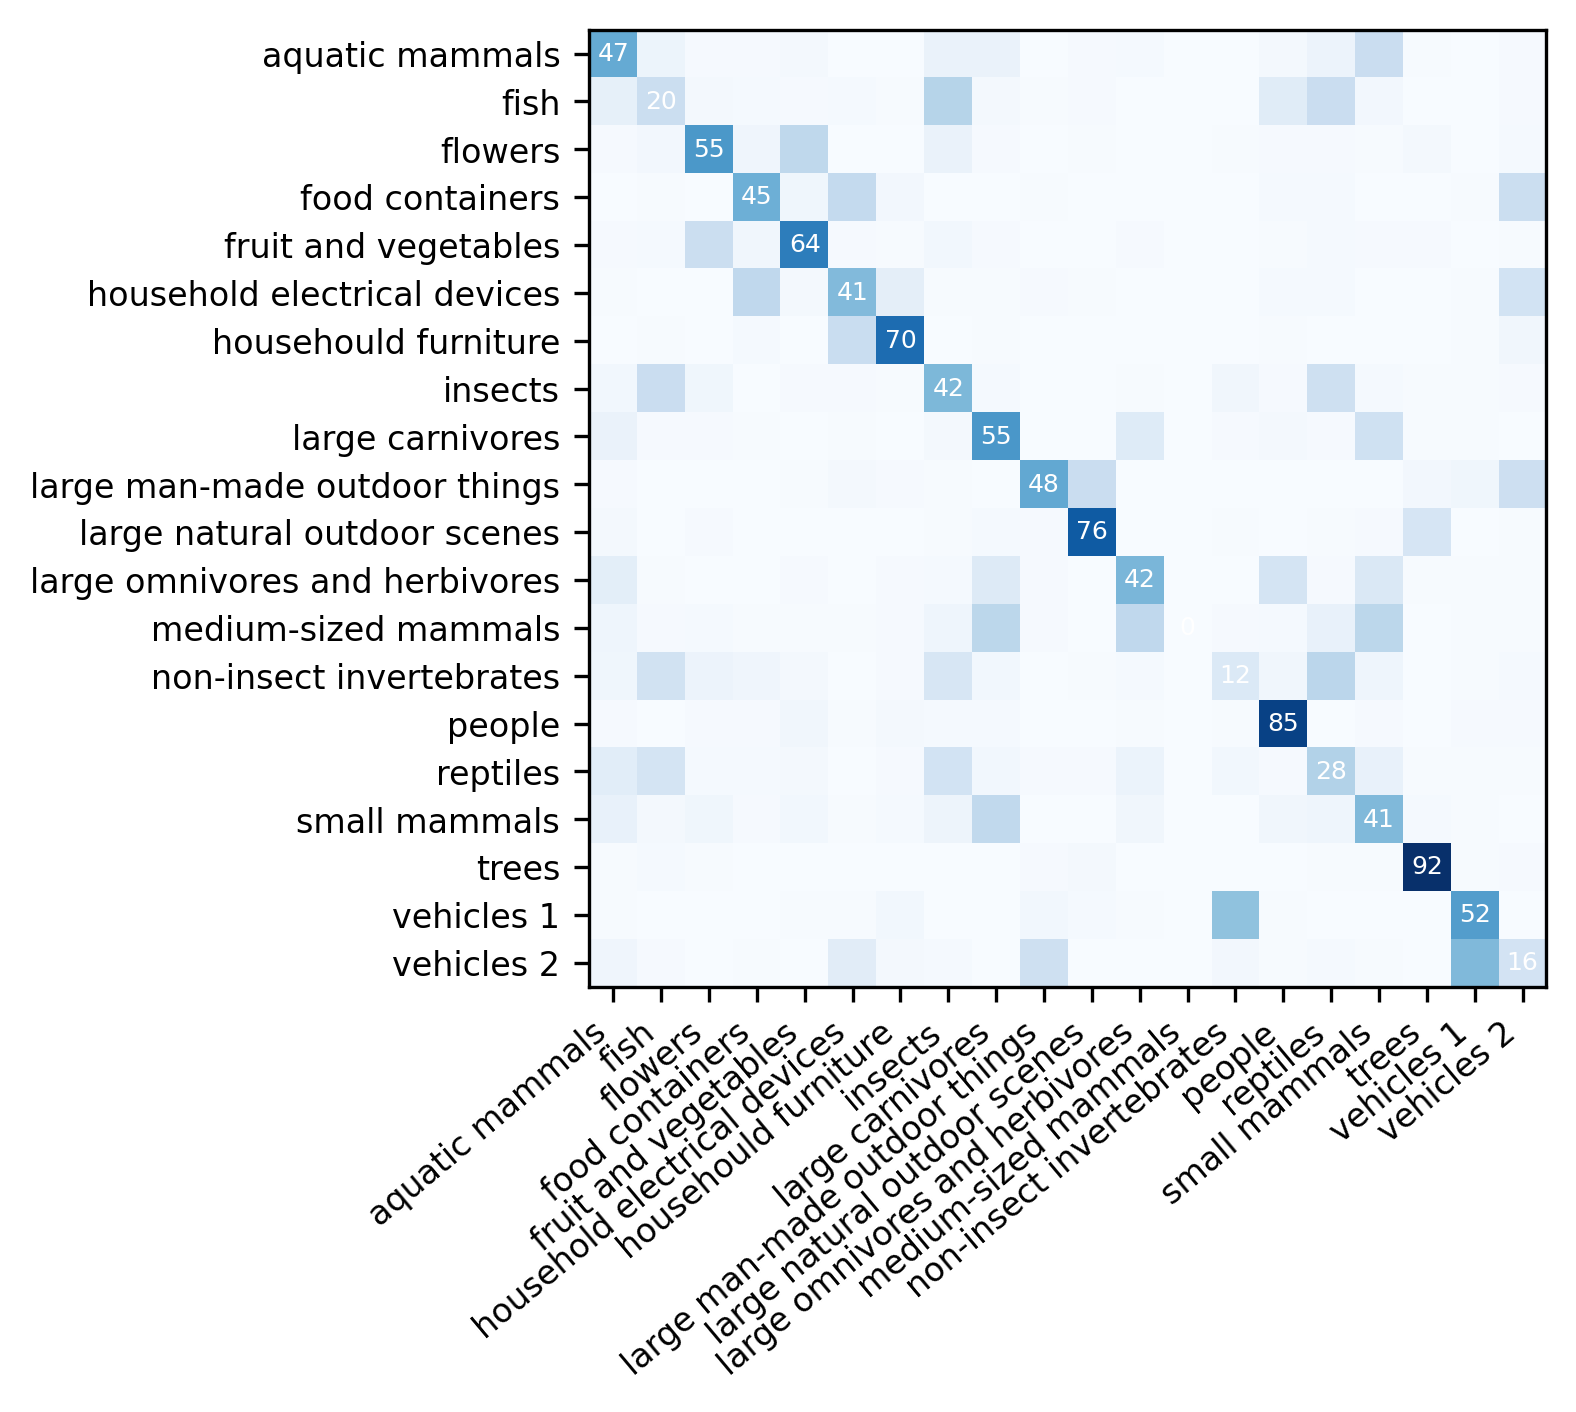 aquatic mammals 47
fish 20
flowers 55
food containers 45
fruit and vegetables 64
household electrical devices 41
househould furniture 70
insects 42
large carnivores 55
large man-made outdoor things 48
large natural outdoor scenes 76
large omnivores and herbivores 42
medium-sized mammals 0
non-insect invertebrates 12
people 85
reptiles 28
small mammals 41
trees 92
vehicles 1 52
vehicles 2 16
aquatic mammals
fish
flowers
food containers
fruit and vegetables
household electrical devices
househould furniture
insects
large carnivores
large man-made outdoor things
large natural outdoor scenes
large omnivores and herbivores
medium-sized mammals
non-insect invertebrates
people
reptiles
small mammals
trees
vehicles 1
vehicles 2